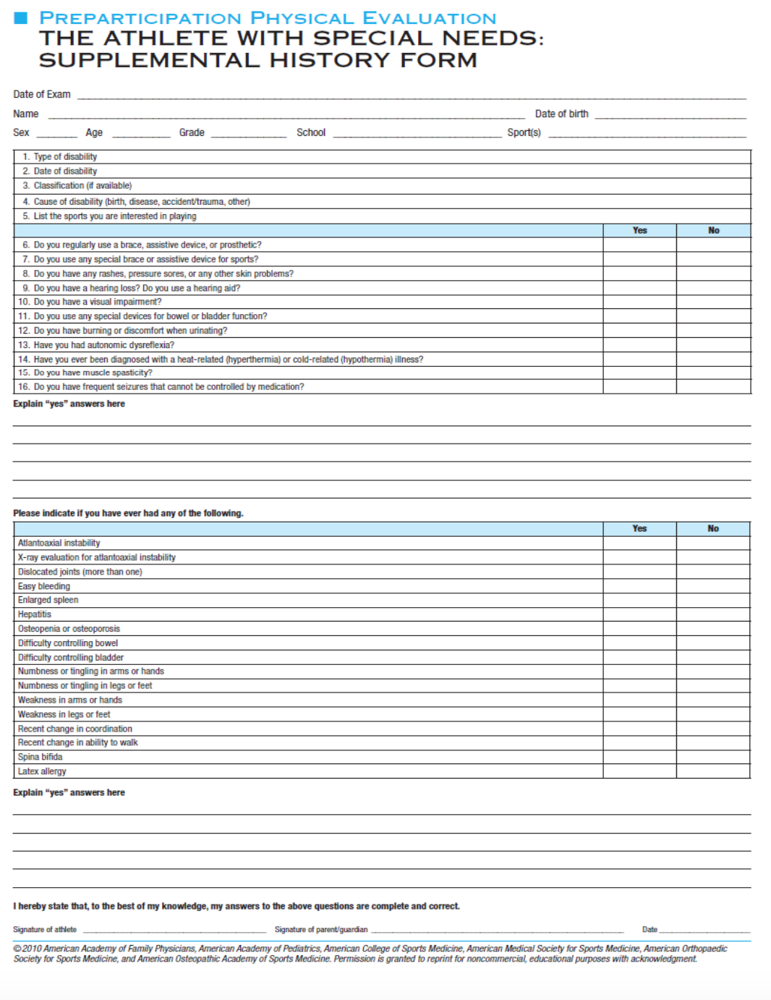 PREPARTICIPATION PHYSICAL EVALUATION
THE ATHLETE WITH SPECIAL NEEDS:
SUPPLEMENTAL HISTORY FORM
Date of Exam
Name Date of birth
Sex Age Grade School Sport(s)
1. Type of disability
2. Date of disability
3. Classification (if available)
4. Cause of disability (birth, disease, accident/trauma, other)
5. List the sports you are interested in playing
Yes No
6. Do you regularly use a brace, assistive device, or prosthetic?
7. Do you use any special brace or assistive device for sports?
8. Do you have any rashes, pressure sores, or any other skin problems?
9. Do you have a hearing loss? Do you use a hearing aid?
10. Do you have a visual impairment?
11. Do you use any special devices for bowel or bladder function?
12. Do you have burning or discomfort when urinating?
13. Have you had autonomic dysreflexia?
14. Have you ever been diagnosed with a heat-related (hyperthermia) or cold-related (hypothermia) illness?
15. Do you have muscle spasticity?
16. Do you have frequent seizures that cannot be controlled by medication?
Explain “yes” answers here
Please indicate if you have ever had any of the following.
Yes No
Atlantoaxial instability
X-ray evaluation for atlantoaxial instability
Dislocated joints (more than one)
Easy bleeding
Enlarged spleen
Hepatitis
Osteopenia or osteoporosis
Difficulty controlling bowel
Difficulty controlling bladder
Numbness or tingling in arms or hands
Numbness or tingling in legs or feet
Weakness in arms or hands
Weakness in legs or feet
Recent change in coordination
Recent change in ability to walk
Spina bifida
Latex allergy
Explain “yes” answers here
I hereby state that, to the best of my knowledge, my answers to the above questions are complete and correct.
Signature of athlete Signature of parent/guardian Date
©2010 American Academy of Family Physicians, American Academy of Pediatrics, American College of Sports Medicine, American Medical Society for Sports Medicine, American Orthopaedic
Society for Sports Medicine, and American Osteopathic Academy of Sports Medicine. Permission is granted to reprint for noncommercial, educational purposes with acknowledgment.